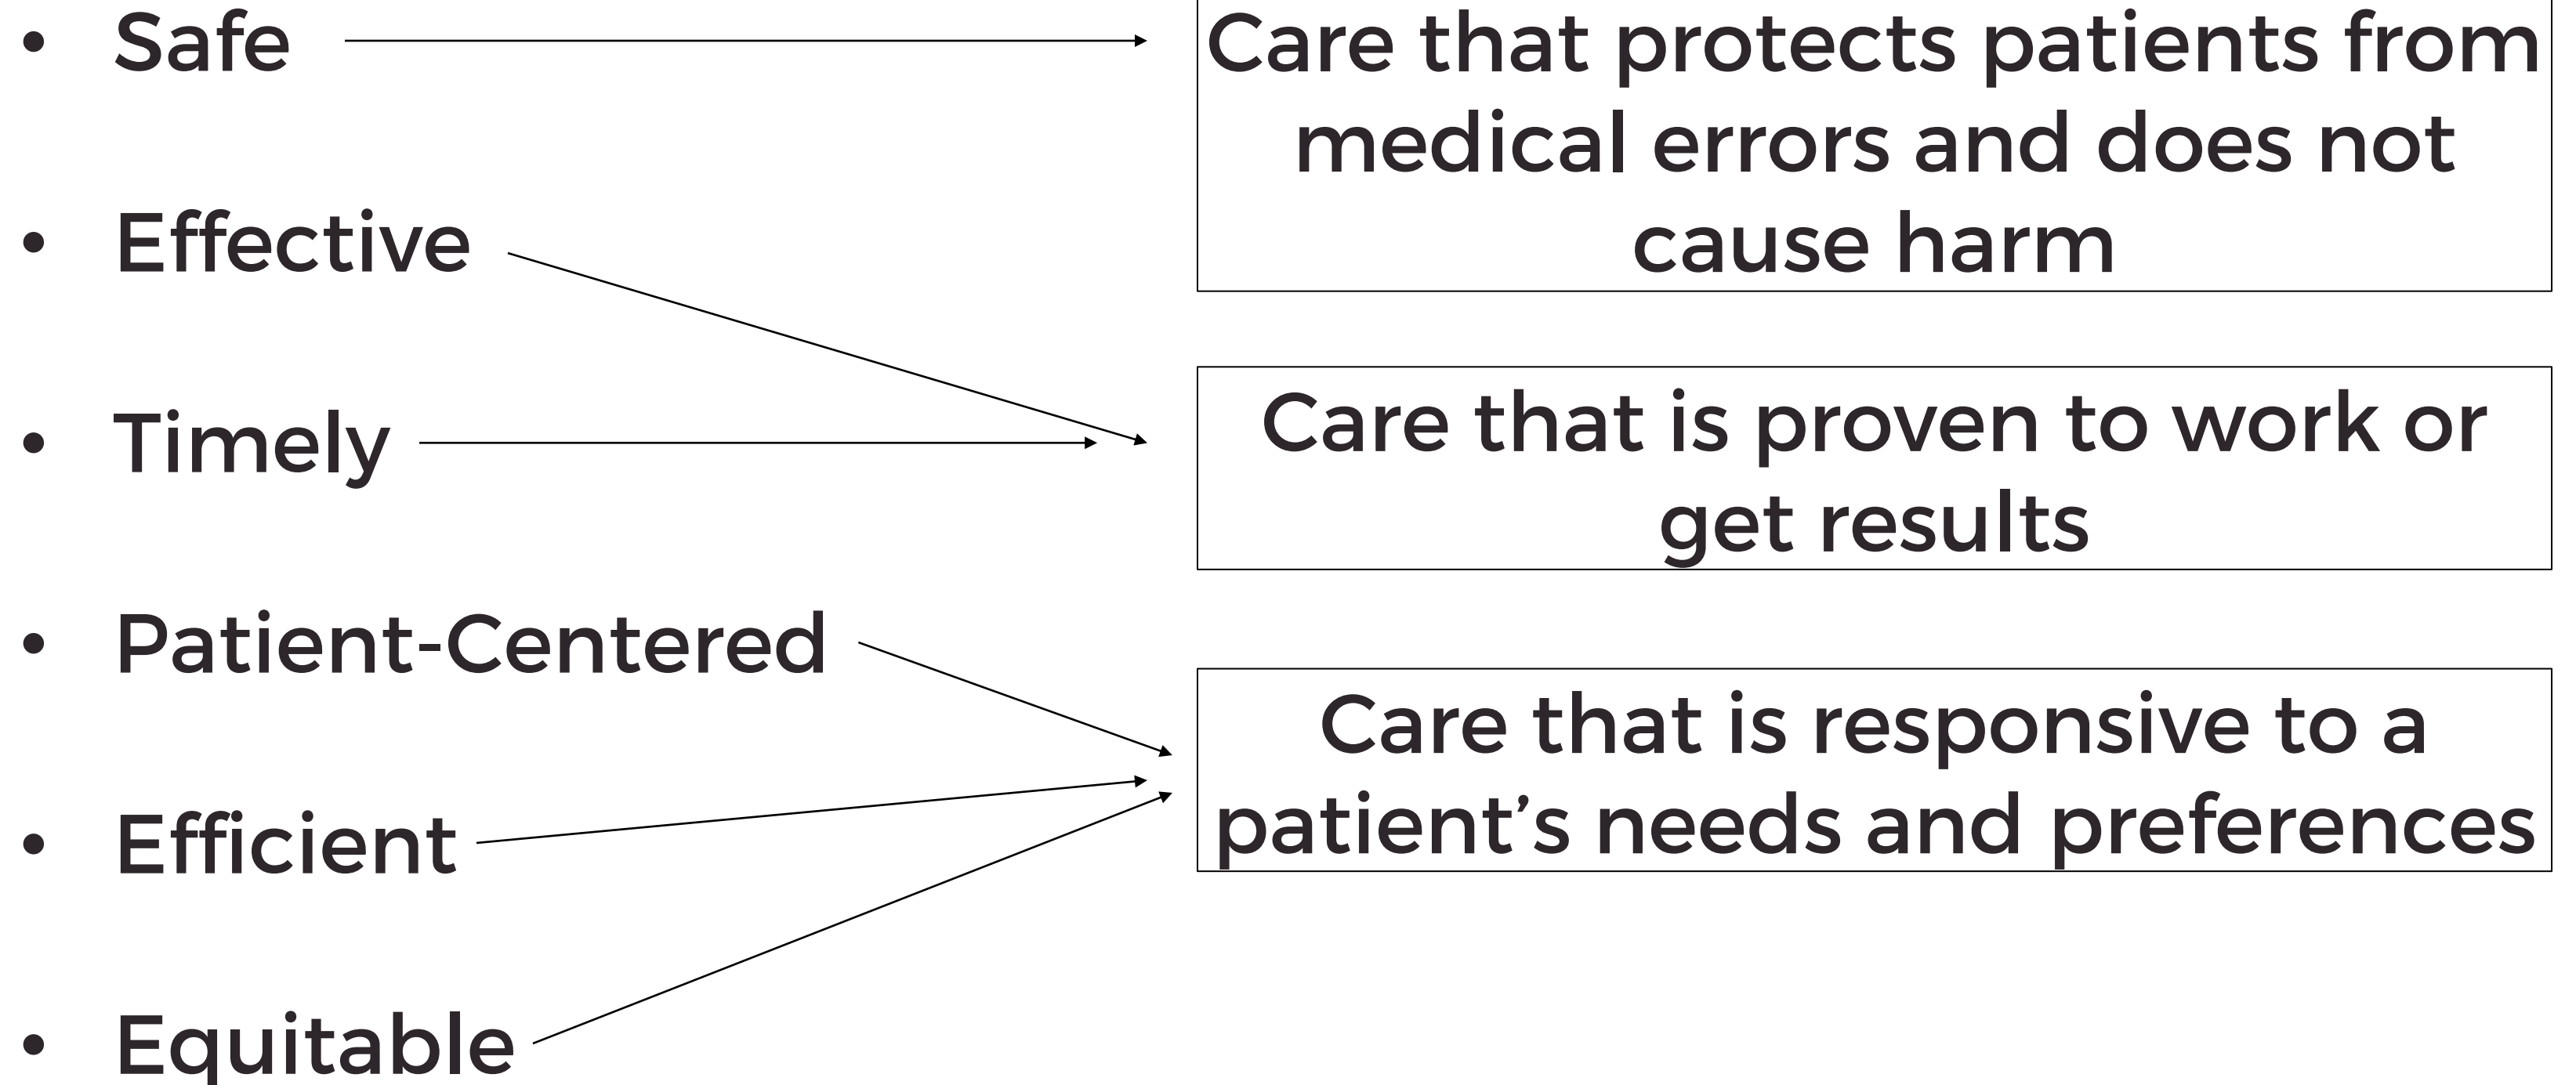 • Safe
• Effective
• Timely
• Patient-Centered
• Efficient
• Equitable
Care that protects patients from
medical errors and does not
cause harm
Care that is proven to work or
get results
Care that is responsive to a
patient’s needs and preferences